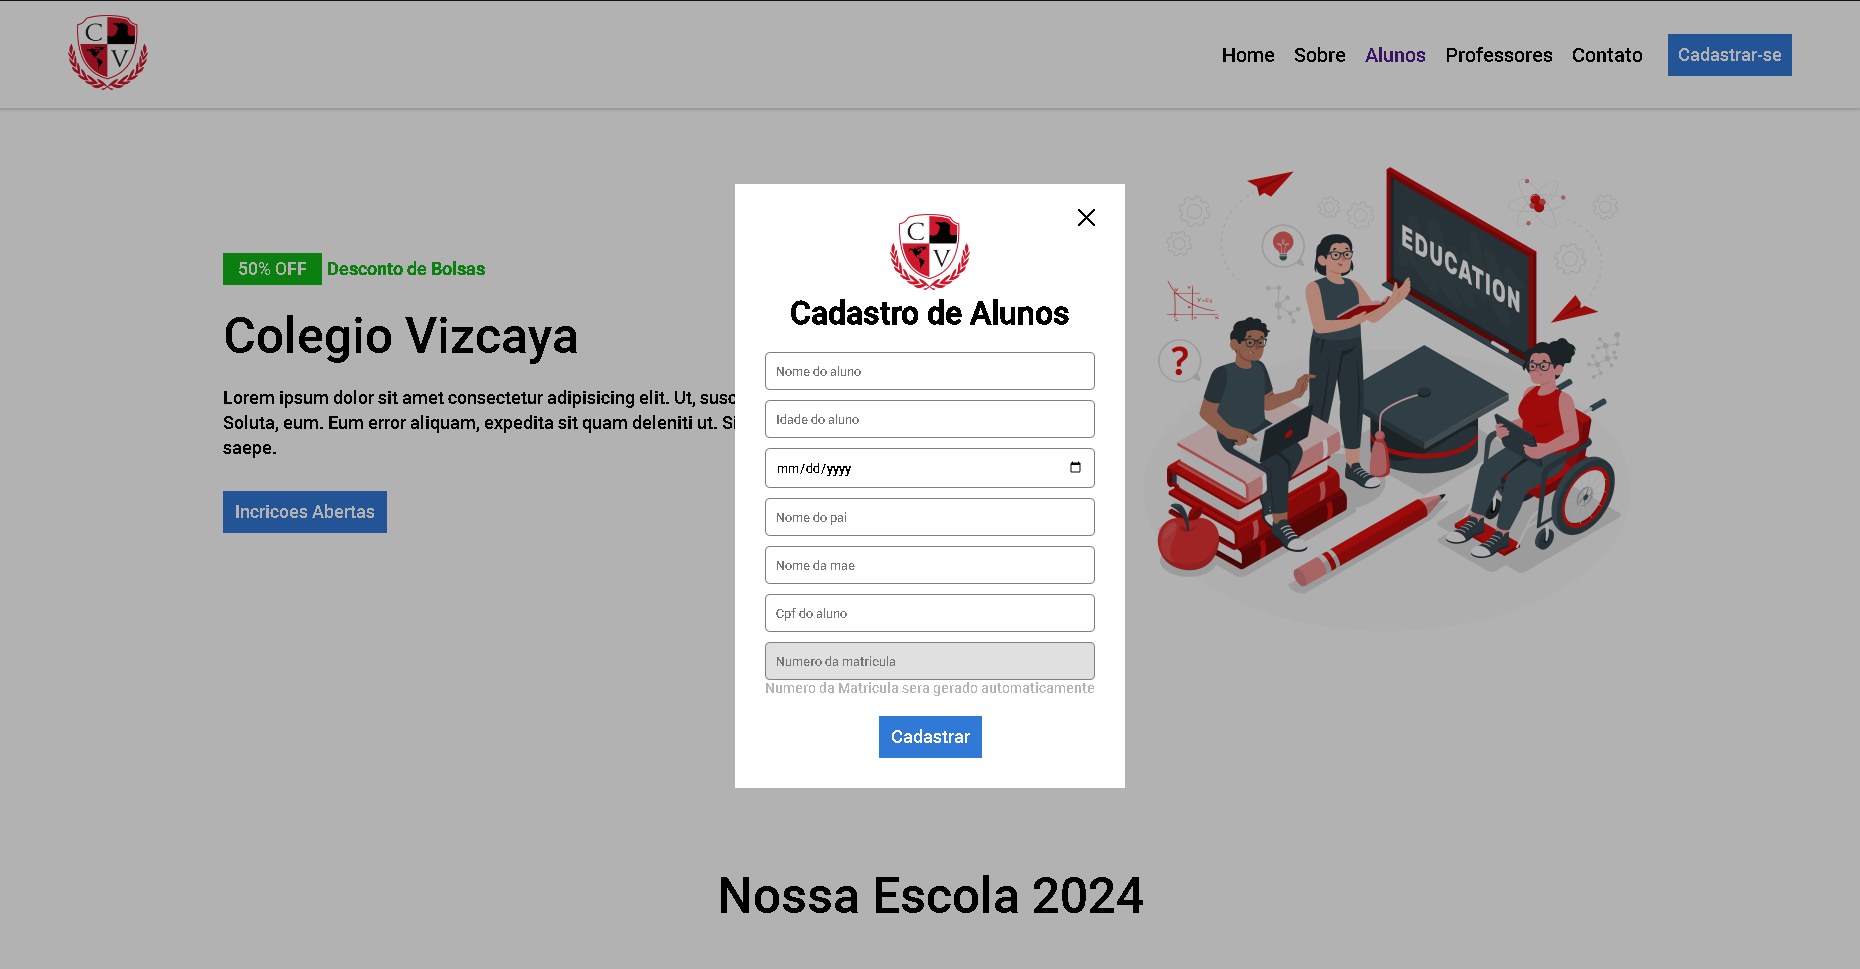 C
V
Home Sobre Alunos Professores Contato Cadastrar-se
50% OFF Desconto de Bolsas
Colegio Vizcaya
Lorem ipsum dolor sit amet consectetur adipisicing elit. Ut, susc
Soluta, eum. Eum error aliquam, expedita sit quam deleniti ut. Si
saepe.
Incricoes Abertas
C
V
Cadastro de Alunos
Nome do aluno
Idade do aluno
mm/dd/yyyy
Nome do pai
Nome da mae
Cpf do aluno
Numero da matricula
Numero da Matricula sera gerado automaticamente
Cadastrar
EDUCATION
?
Nossa Escola 2024